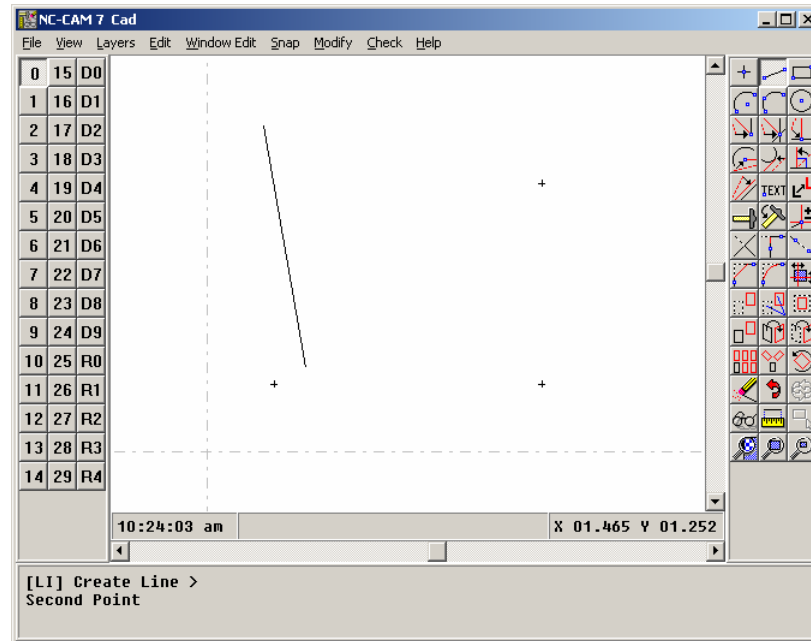 NC-CAM 7 Cad
File View Layers Edit Window Edit Snap Modify Check Help
0 15 D0
1 16 D1
2 17 D2
3 18 D3
4 19 D4
5 20 D5
6 21 D6
7 22 D7
8 23 D8
9 24 D9
10 25 R0
11 26 R1
12 27 R2
13 28 R3
14 29 R4
TEXT
10:24:03 am
X 01.465 Y 01.252
[LI] Create Line >
Second Point